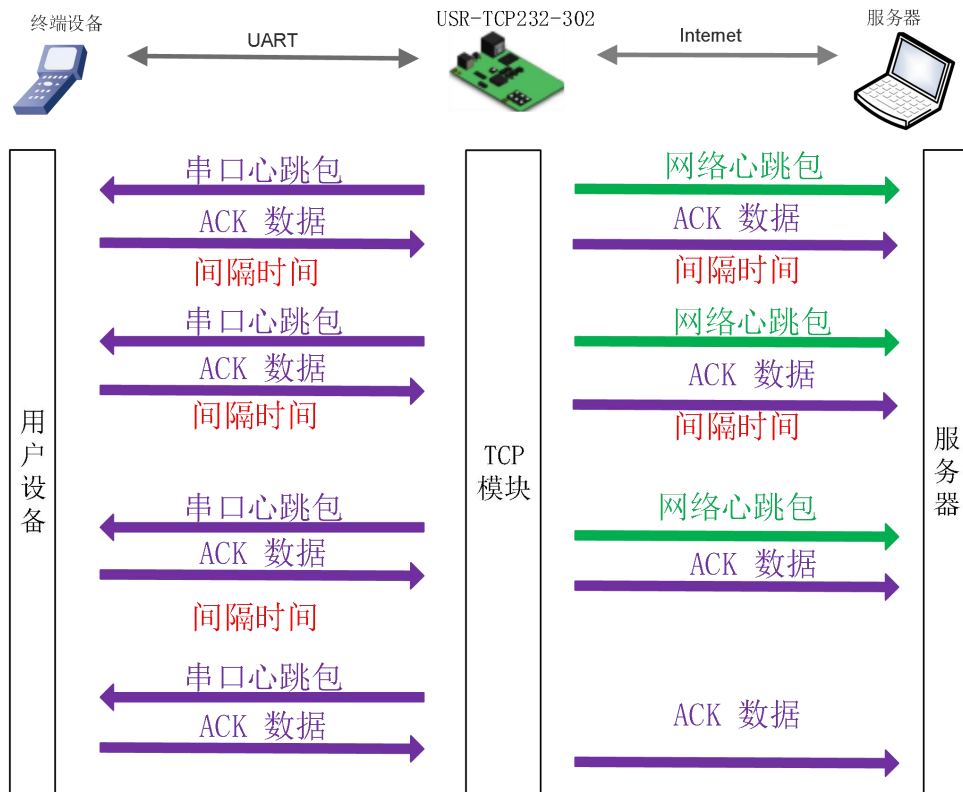 终端设备
UART
USR-TCP232-302
Internet
服务器
串口心跳包
网络心跳包
ACK 数据
ACK 数据
间隔时间
间隔时间
串口心跳包
网络心跳包
ACK 数据
ACK 数据
间隔时间
间隔时间
用户设备
TCP
模块
服务器
串口心跳包
网络心跳包
ACK 数据
ACK 数据
间隔时间
串口心跳包
ACK 数据
ACK 数据